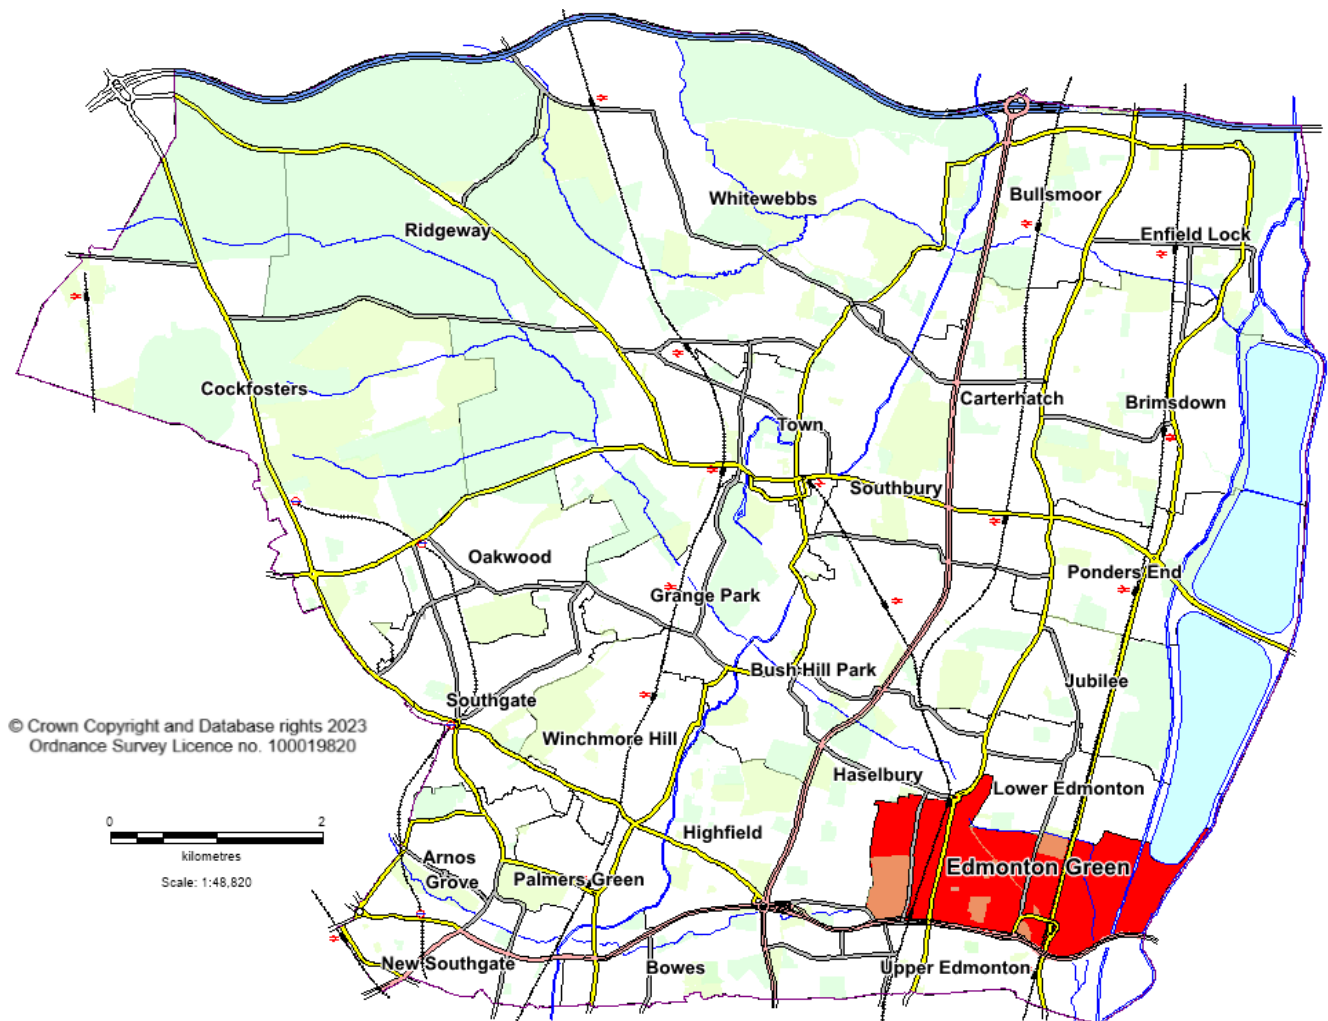 Whitewebbs
Bullsmoor
Ridgeway
Enfield Lock
Cockfosters
Carterhatch
Brimsdown
Town
Southbury
Oakwood
Ponders End
Grange Park
Bush Hill Park
Jubilee
Southgate
© Crown Copyright and Database rights 2023
Ordnance Survey Licence no. 100019820
Winchmore Hill
Haselbury
Lower Edmonton
0 2
kilometres
Scale: 1:48,820
Highfield
Arnos
Grove
Palmers Green
Edmonton Green
New Southgate
Bowes
Upper Edmonton